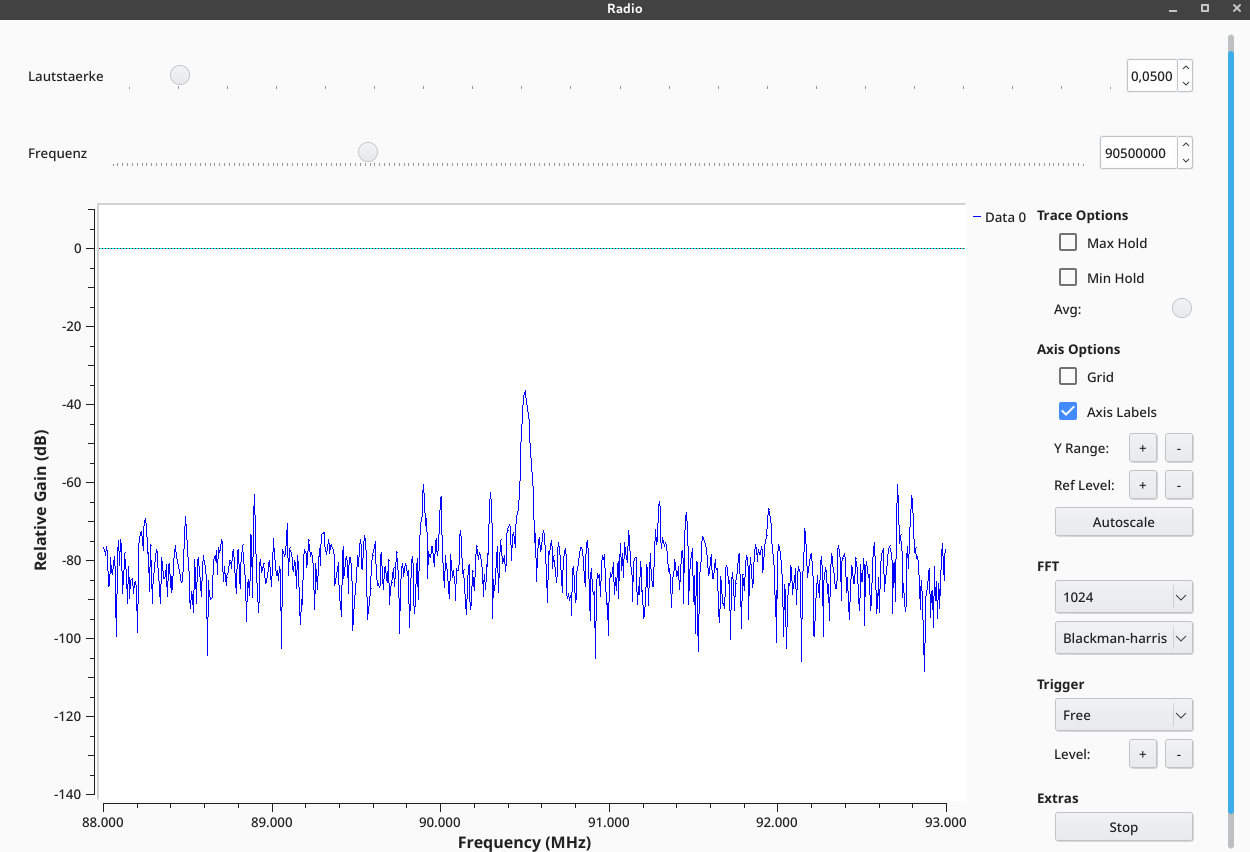 Radio
Lautstaerke
0,0500
Frequenz
90500000
Data 0
Trace Options
Max Hold
Min Hold
Avg:
Axis Options
Grid
Axis Labels
Y Range:
+
-
Ref Level:
+
-
Autoscale
FFT
1024
Blackman-harris
Trigger
Free
Level:
+
-
Extras
Stop
Relative Gain (dB)
0
-20
-40
-60
-80
-100
-120
-140
88.000 89.000 90.000 91.000 92.000 93.000
Frequency (MHz)